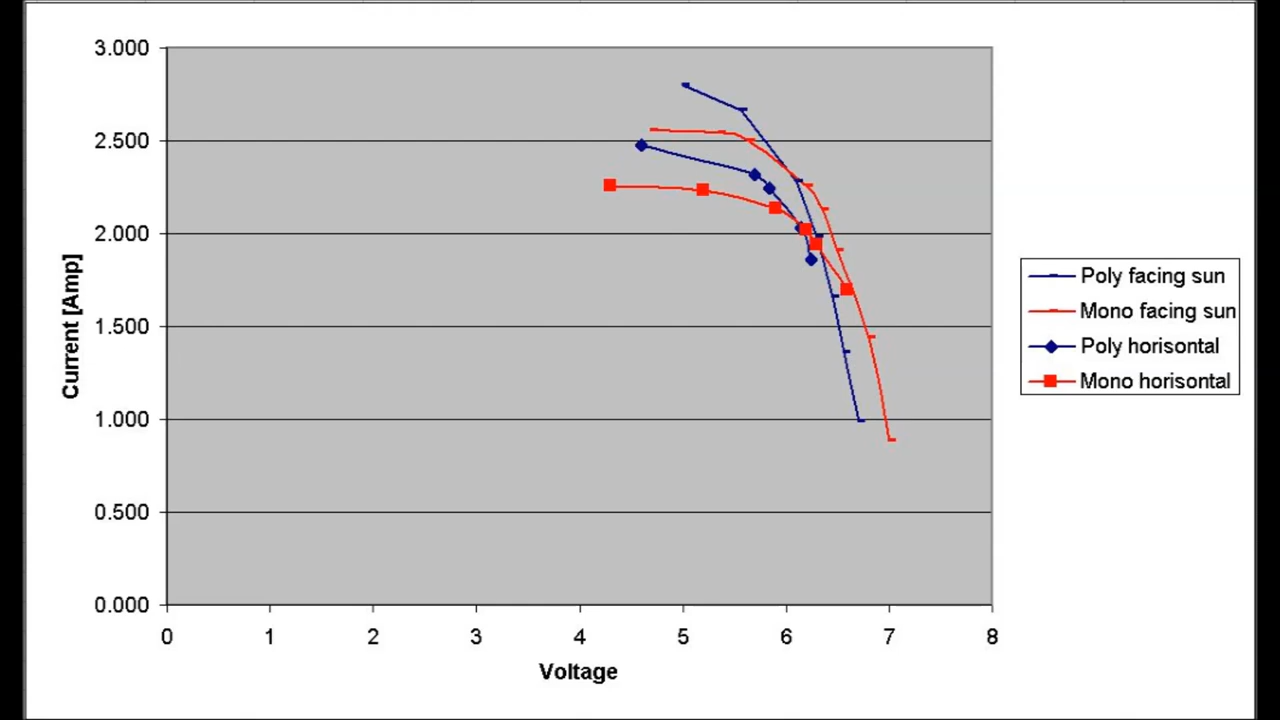 3.000
2.500
2.000
1.500
1.000
0.500
0.000
Current [Amp]
0 1 2 3 4 5 6 7 8
Voltage
Poly facing sun
Mono facing sun
Poly horisontal
Mono horisontal